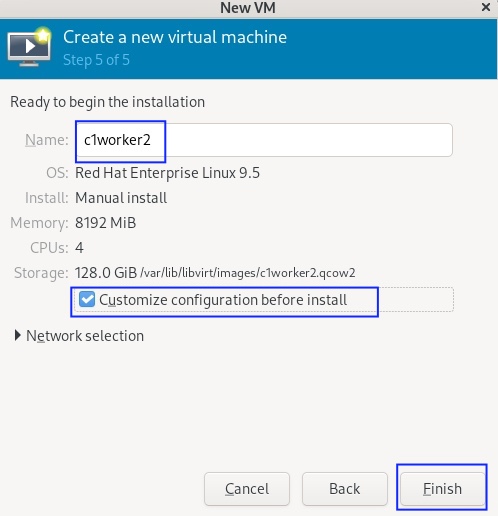 New VM
Create a new virtual machine
Step 5 of 5
Ready to begin the installation
Name: c1worker2
OS: Red Hat Enterprise Linux 9.5
Install: Manual install
Memory: 8192 MiB
CPUs: 4
Storage: 128.0 GiB /var/lib/libvirt/images/c1worker2.qcow2
Customize configuration before install
Network selection
Cancel Back Finish